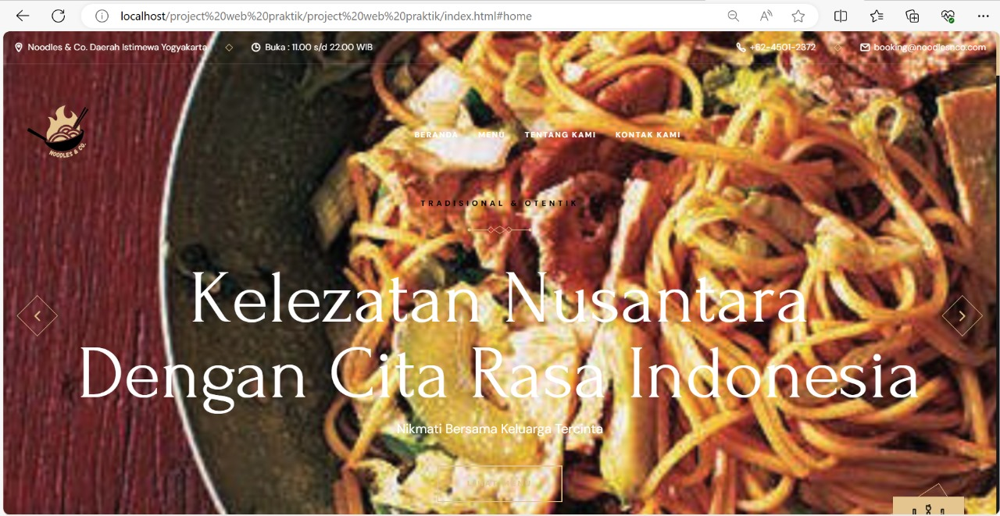 localhost/project%20web%20praktik/project%20web%20praktik/index.html#home
Noodles & Co. Daerah Istimewa Yogyakarta
Buka : 11.00 s/d 22.00 WIB
+62-4501-2372
booking@noodlesnco.com
NOODLES & CO.
BERANDA MENU TENTANG KAMI KONTAK KAMI
TRADISIONAL & OTENTIK
Kelezatan Nusantara
Dengan Cita Rasa Indonesia
Nikmati Bersama Keluarga Tercinta